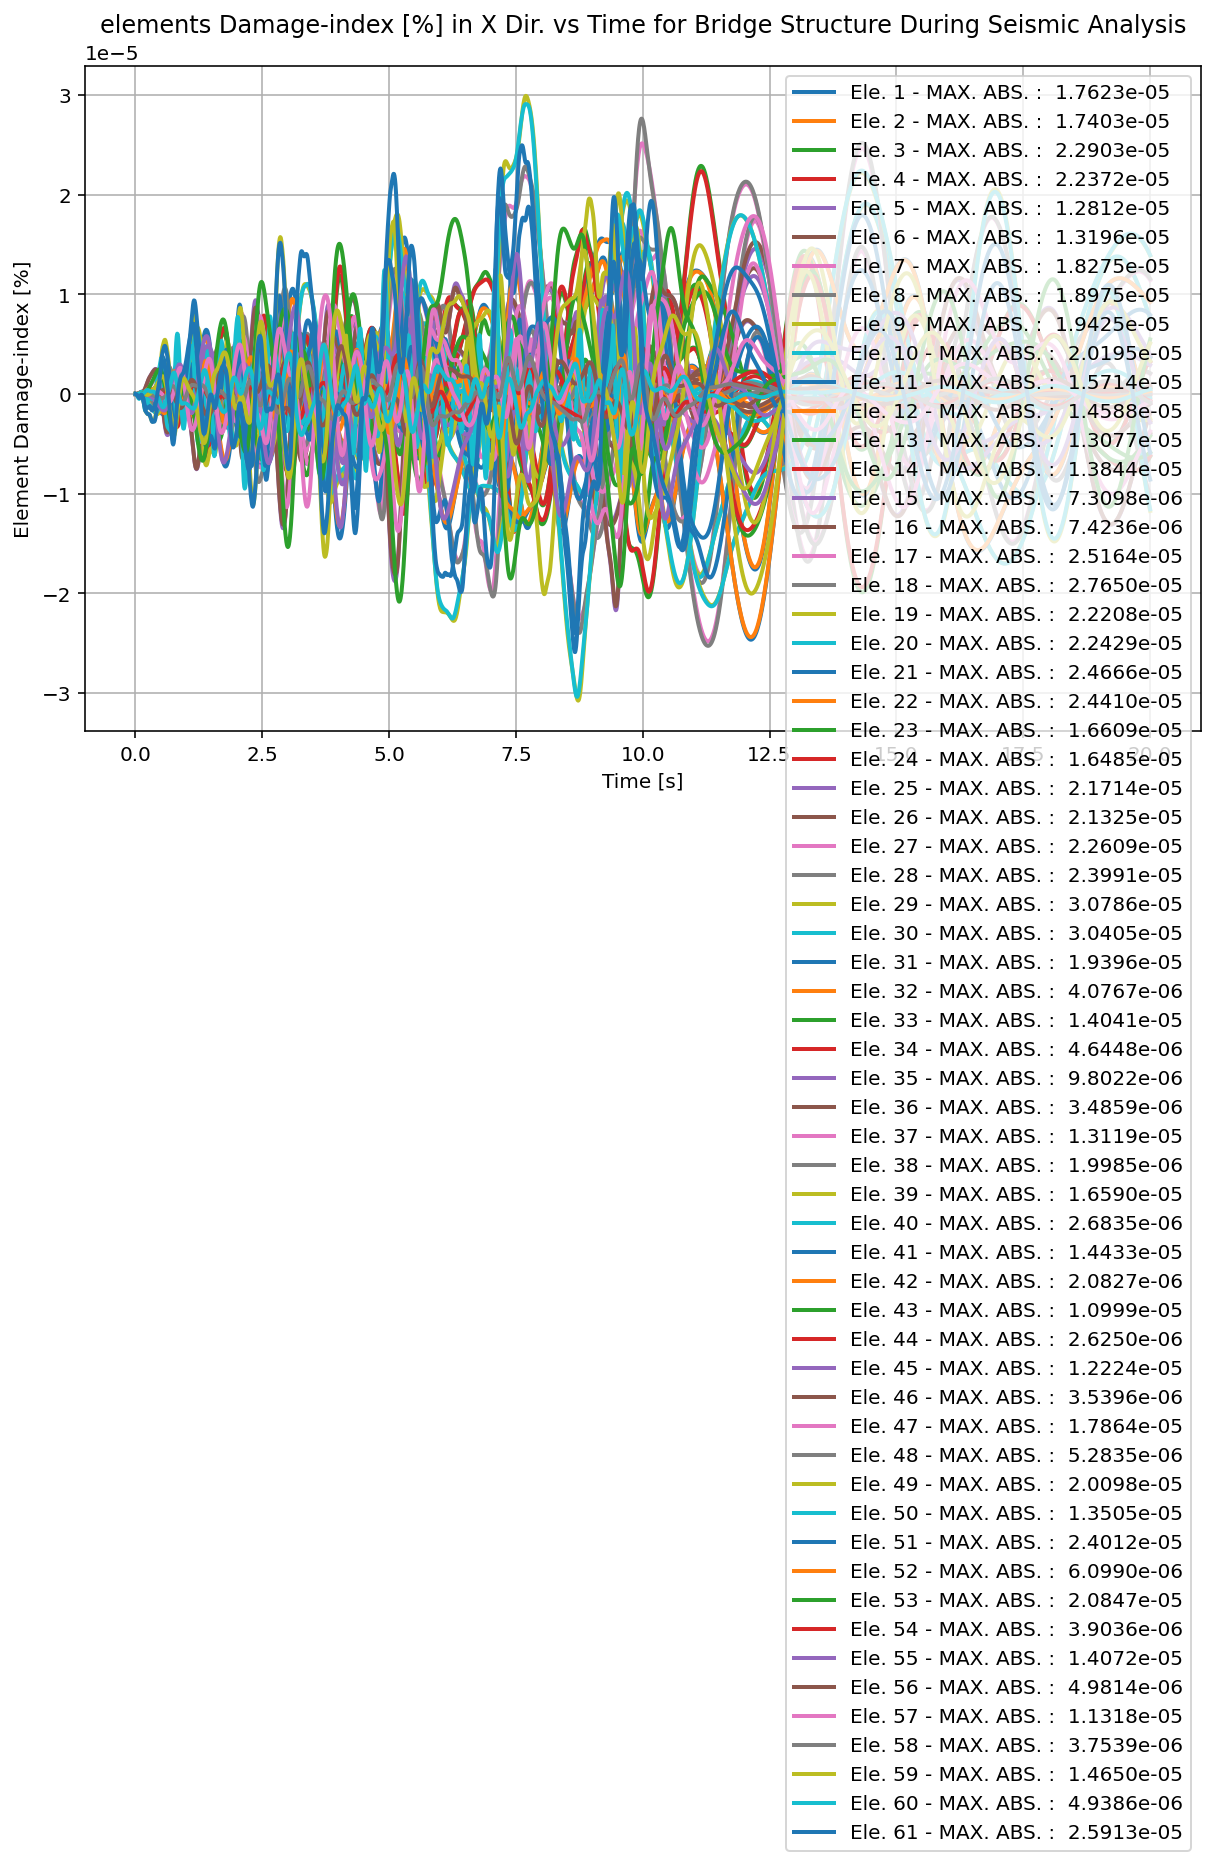 elements Damage-index [%] in X Dir. vs Time for Bridge Structure During Seismic Analysis
1e−5
3
2
1
0
−1
−2
−3
Element Damage-index [%]
0.0 2.5 5.0 7.5 10.0 12.5 15.0 17.5 20.0
Time [s]
Ele. 1 - MAX. ABS. : 1.7623e-05
Ele. 2 - MAX. ABS. : 1.7403e-05
Ele. 3 - MAX. ABS. : 2.2903e-05
Ele. 4 - MAX. ABS. : 2.2372e-05
Ele. 5 - MAX. ABS. : 1.2812e-05
Ele. 6 - MAX. ABS. : 1.3196e-05
Ele. 7 - MAX. ABS. : 1.8275e-05
Ele. 8 - MAX. ABS. : 1.8975e-05
Ele. 9 - MAX. ABS. : 1.9425e-05
Ele. 10 - MAX. ABS. : 2.0195e-05
Ele. 11 - MAX. ABS. : 1.5714e-05
Ele. 12 - MAX. ABS. : 1.4588e-05
Ele. 13 - MAX. ABS. : 1.3077e-05
Ele. 14 - MAX. ABS. : 1.3844e-05
Ele. 15 - MAX. ABS. : 7.3098e-06
Ele. 16 - MAX. ABS. : 7.4236e-06
Ele. 17 - MAX. ABS. : 2.5164e-05
Ele. 18 - MAX. ABS. : 2.7650e-05
Ele. 19 - MAX. ABS. : 2.2208e-05
Ele. 20 - MAX. ABS. : 2.2429e-05
Ele. 21 - MAX. ABS. : 2.4666e-05
Ele. 22 - MAX. ABS. : 2.4410e-05
Ele. 23 - MAX. ABS. : 1.6609e-05
Ele. 24 - MAX. ABS. : 1.6485e-05
Ele. 25 - MAX. ABS. : 2.1714e-05
Ele. 26 - MAX. ABS. : 2.1325e-05
Ele. 27 - MAX. ABS. : 2.2609e-05
Ele. 28 - MAX. ABS. : 2.3991e-05
Ele. 29 - MAX. ABS. : 3.0786e-05
Ele. 30 - MAX. ABS. : 3.0405e-05
Ele. 31 - MAX. ABS. : 1.9396e-05
Ele. 32 - MAX. ABS. : 4.0767e-06
Ele. 33 - MAX. ABS. : 1.4041e-05
Ele. 34 - MAX. ABS. : 4.6448e-06
Ele. 35 - MAX. ABS. : 9.8022e-06
Ele. 36 - MAX. ABS. : 3.4859e-06
Ele. 37 - MAX. ABS. : 1.3119e-05
Ele. 38 - MAX. ABS. : 1.9985e-06
Ele. 39 - MAX. ABS. : 1.6590e-05
Ele. 40 - MAX. ABS. : 2.6835e-06
Ele. 41 - MAX. ABS. : 1.4433e-05
Ele. 42 - MAX. ABS. : 2.0827e-06
Ele. 43 - MAX. ABS. : 1.0999e-05
Ele. 44 - MAX. ABS. : 2.6250e-06
Ele. 45 - MAX. ABS. : 1.2224e-05
Ele. 46 - MAX. ABS. : 3.5396e-06
Ele. 47 - MAX. ABS. : 1.7864e-05
Ele. 48 - MAX. ABS. : 5.2835e-06
Ele. 49 - MAX. ABS. : 2.0098e-05
Ele. 50 - MAX. ABS. : 1.3505e-05
Ele. 51 - MAX. ABS. : 2.4012e-05
Ele. 52 - MAX. ABS. : 6.0990e-06
Ele. 53 - MAX. ABS. : 2.0847e-05
Ele. 54 - MAX. ABS. : 3.9036e-06
Ele. 55 - MAX. ABS. : 1.4072e-05
Ele. 56 - MAX. ABS. : 4.9814e-06
Ele. 57 - MAX. ABS. : 1.1318e-05
Ele. 58 - MAX. ABS. : 3.7539e-06
Ele. 59 - MAX. ABS. : 1.4650e-05
Ele. 60 - MAX. ABS. : 4.9386e-06
Ele. 61 - MAX. ABS. : 2.5913e-05